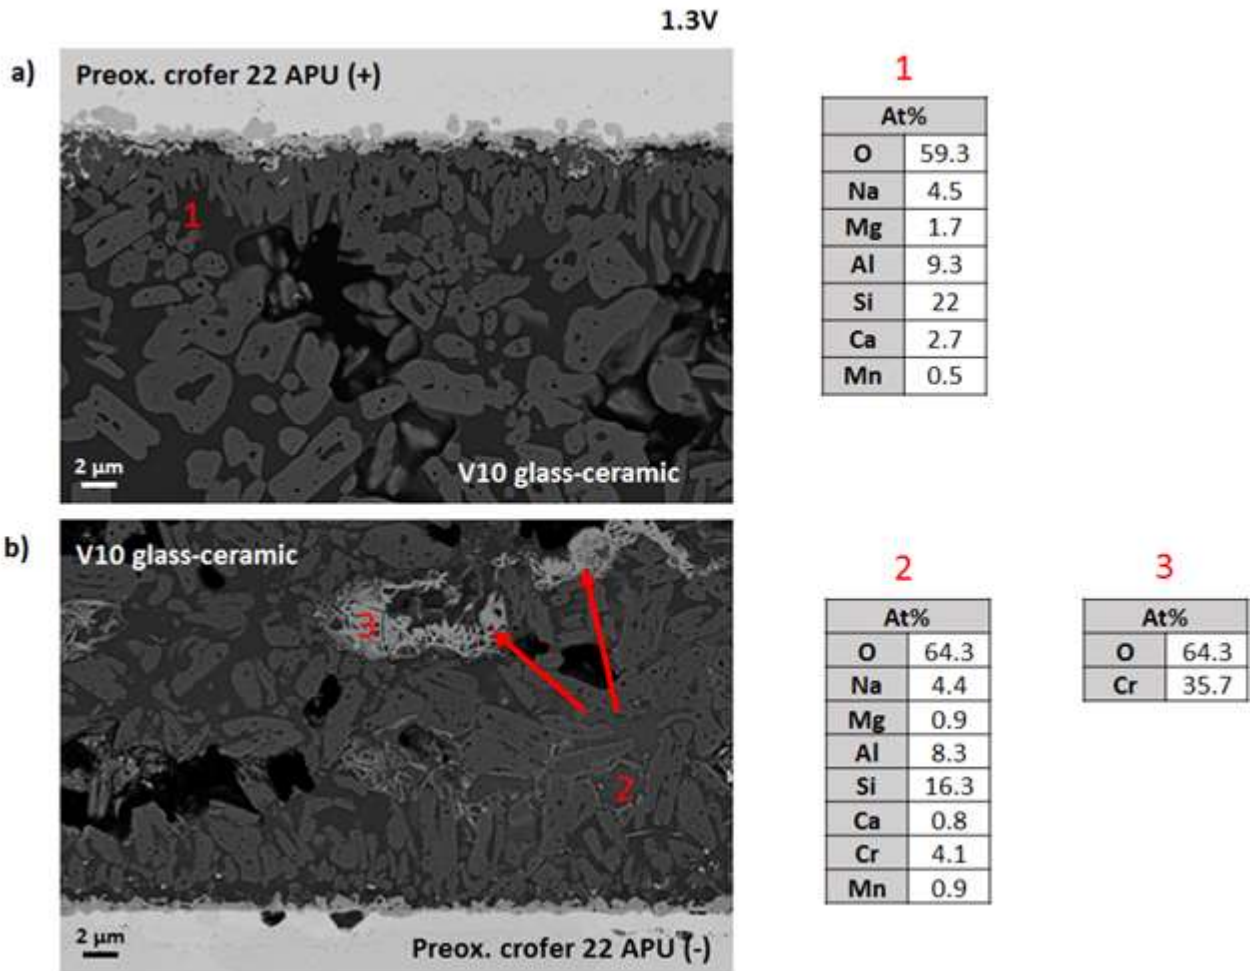 1.3V
a)
Preox. crofer 22 APU (+)
1
V10 glass-ceramic
2 µm
1
At%
O 59.3
Na 4.5
Mg 1.7
Al 9.3
Si 22
Ca 2.7
Mn 0.5
b)
V10 glass-ceramic
3
2
2 µm
Preox. crofer 22 APU (-)
2
At%
O 64.3
Na 4.4
Mg 0.9
Al 8.3
Si 16.3
Ca 0.8
Cr 4.1
Mn 0.9
3
At%
O 64.3
Cr 35.7